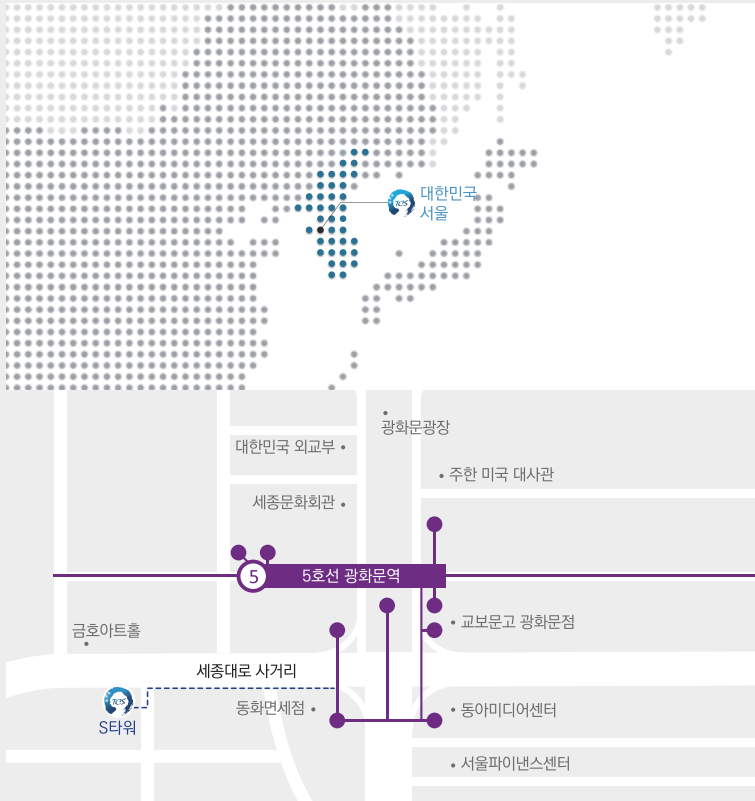 TCS
대한민국
서울
광화문광장
대한민국 외교부
주한 미국 대사관
세종문화회관
5
5호선 광화문역
교보문고 광화문점
금호아트홀
세종대로 사거리
TCS
S타워
동화면세점
동아미디어센터
서울파이낸스센터